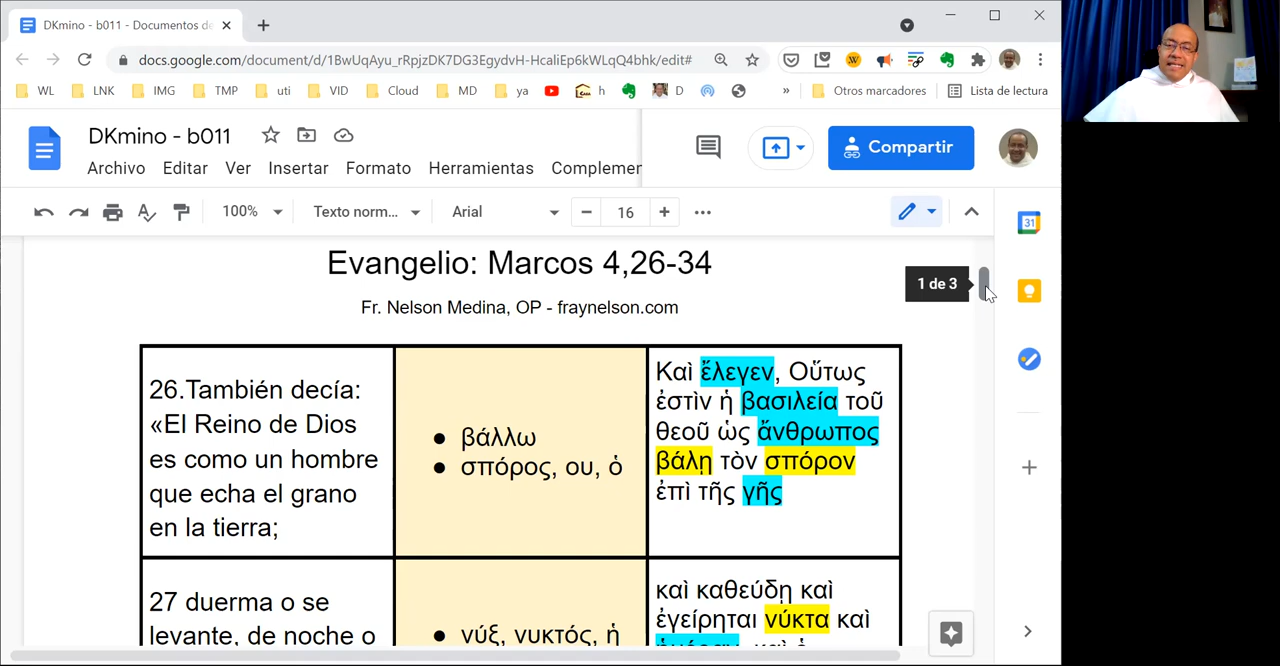 DKmino - b011 - Documentos de
docs.google.com/document/d/1BwUqAyu_rRpjzDK7DG3EgydvH-HcaliEp6kWLqQ4bhk/edit#
WL LNK IMG TMP uti VID Cloud MD ya h D » Otros marcadores Lista de lectura
DKmino - b011
Compartir
Archivo Editar Ver Insertar Formato Herramientas Complemen
100% Texto norm... Arial 16
31
Evangelio: Marcos 4,26-34
1 de 3
Fr. Nelson Medina, OP - fraynelson.com
26.También decía:
«El Reino de Dios
es como un hombre
que echa el grano
en la tierra;
● βάλλω
● σπόρος, ου, ὁ
Καὶ ἔλεγεν, Οὕτως
ἐστὶν ἡ βασιλεία τοῦ
θεοῦ ὡς ἄνθρωπος
βάλῃ τὸν σπόρον
ἐπὶ τῆς γῆς
27 duerma o se
levante, de noche o
● νύξ, νυκτός, ἡ
καὶ καθεύδῃ καὶ
ἐγείρηται νύκτα καὶ